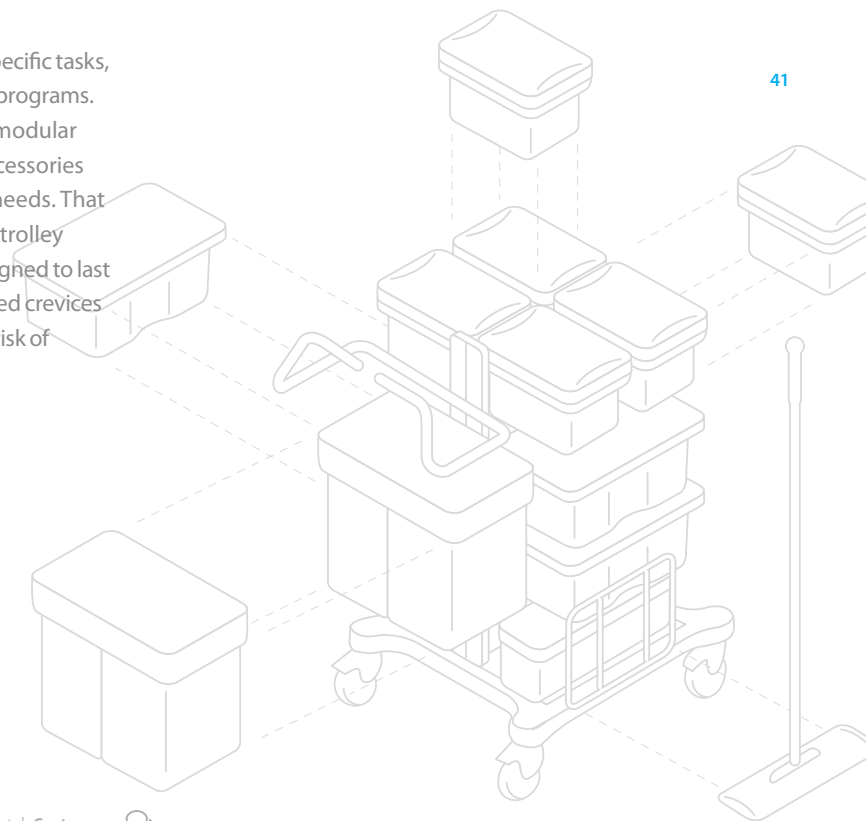 ecific tasks,
programs.
modular
cessories
needs. That
trolley
gned to last
ed crevices
isk of
41